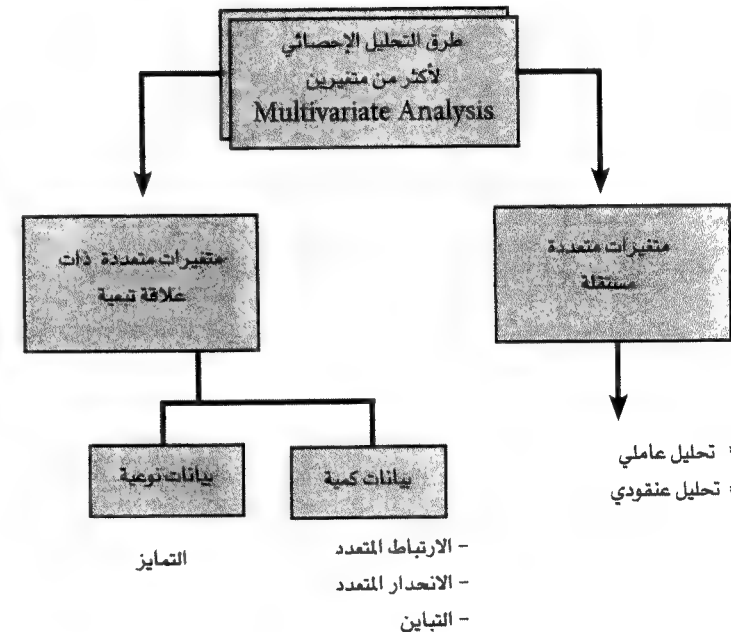 طرق التحليل الإحصائي
لأكثر من متغيرين
Multivariate Analysis
متغيرات متعددة
مستقلة
متغيرات متعددة ذات
علاقة تبعية
* تحليل عاملي
* تحليل عنقودي
بيانات كمية
بيانات نوعية
- الارتباط المتعدد
- الانحدار المتعدد
- التباين
التمايز